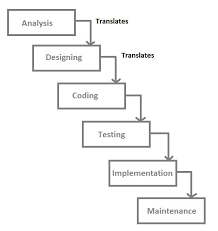 Analysis
Translates
Designing
Translates
Coding
Testing
Implementation
Maintenance